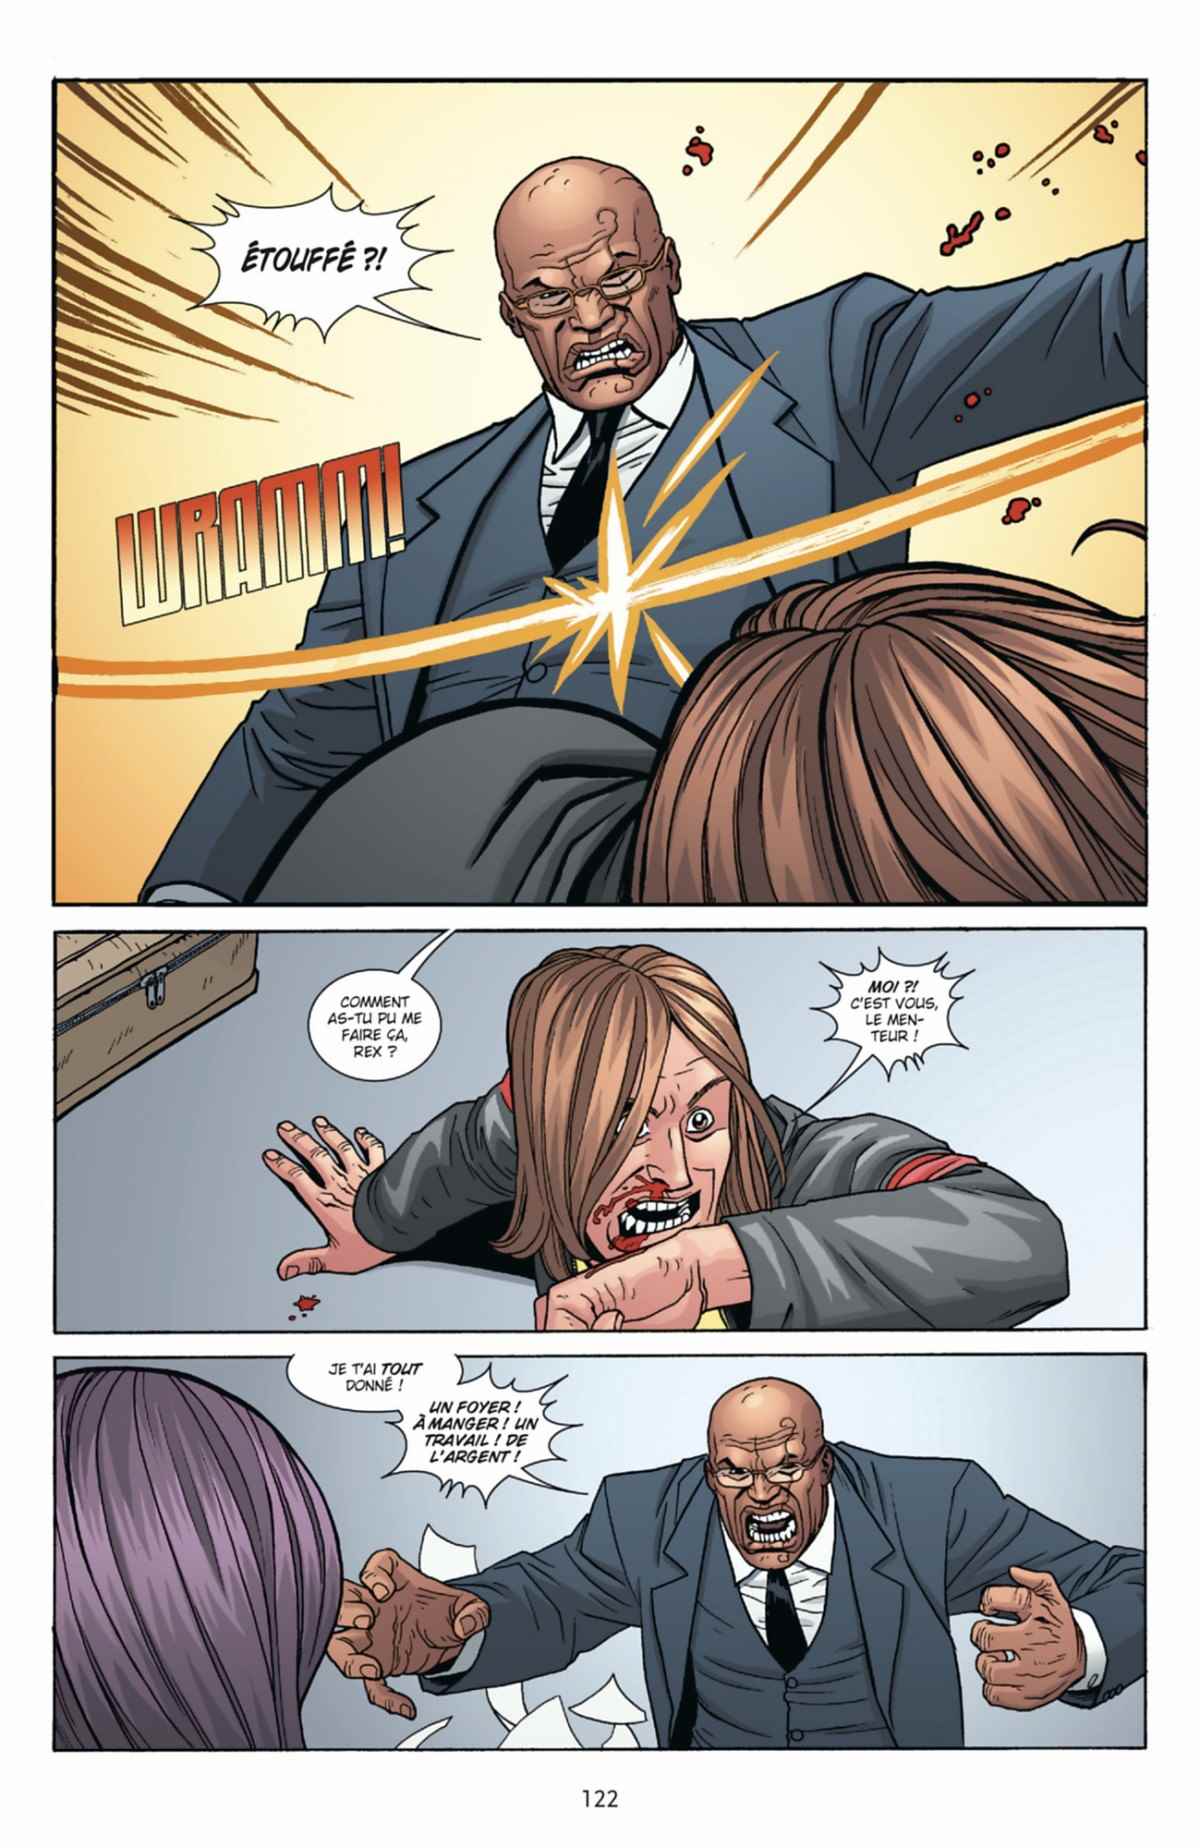 ÉTOUFFÉ ?!
WRAMM!
COMMENT
AS-TU PU ME
FAIRE ÇA,
REX ?
MOI ?!
C'EST VOUS,
LE MEN-
TEUR !
JE T'AI TOUT
DONNÉ !
UN FOYER !
À MANGER ! UN
TRAVAIL ! DE
L'ARGENT !
122